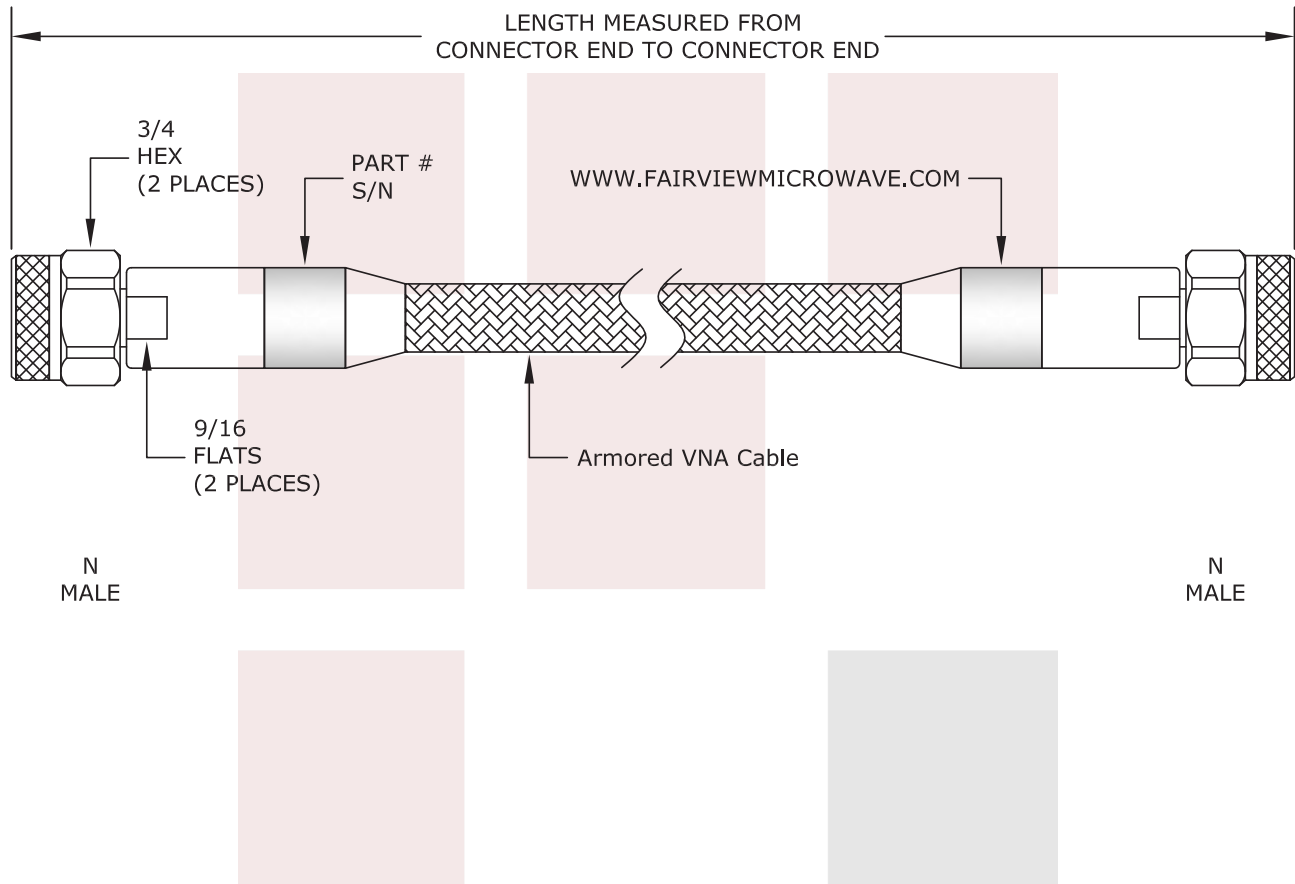 LENGTH MEASURED FROM
CONNECTOR END TO CONNECTOR END
3/4
HEX
(2 PLACES)
PART #
S/N
WWW.FAIRVIEWMICROWAVE.COM
9/16
FLATS
(2 PLACES)
Armored VNA Cable
N
MALE
N
MALE